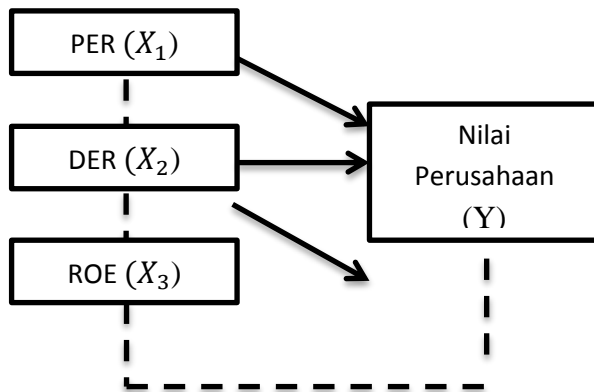 PER (X₁)
DER (X₂)
ROE (X₃)
Nilai
Perusahaan
(Y)